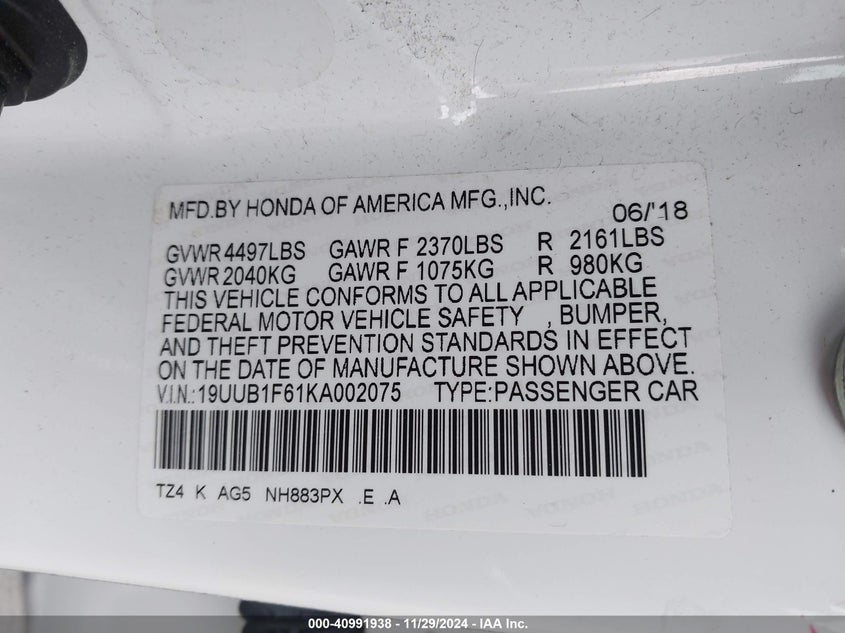 MFD.BY HONDA OF AMERICA MFG.,INC. 06/'18
GVWR 4497LBS GAWR F 2370LBS R 2161LBS
GVWR 2040KG GAWR F 1075KG R 980KG
THIS VEHICLE CONFORMS TO ALL APPLICABLE
FEDERAL MOTOR VEHICLE SAFETY , BUMPER,
AND THEFT PREVENTION STANDARDS IN EFFECT
ON THE DATE OF MANUFACTURE SHOWN ABOVE.
V.I.N.:19UUB1F61KA002075 TYPE:PASSENGER CAR
TZ4 K AG5 NH883PX .E .A
000-40991938 - 11/29/2024 - IAA Inc.